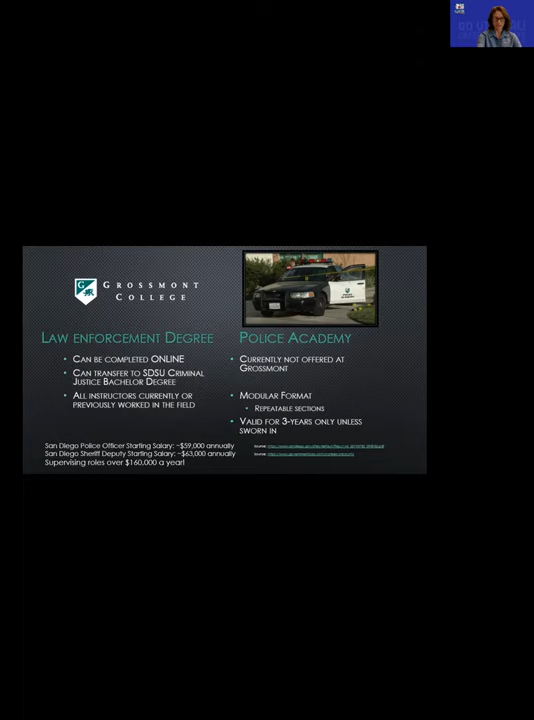 GROSSMONT
COLLEGE
LAW ENFORCEMENT DEGREE
• CAN BE COMPLETED ONLINE
• CAN TRANSFER TO SDSU CRIMINAL
JUSTICE BACHELOR DEGREE
• ALL INSTRUCTORS CURRENTLY OR
PREVIOUSLY WORKED IN THE FIELD
POLICE ACADEMY
• CURRENTLY NOT OFFERED AT
GROSSMONT
• MODULAR FORMAT
• REPEATABLE SECTIONS
• VALID FOR 3-YEARS ONLY UNLESS
SWORN IN
San Diego Police Officer Starting Salary: ~$59,000 annually
San Diego Sheriff Deputy Starting Salary: ~$63,000 annually
Supervising roles over $160,000 a year!
Source:
Source: